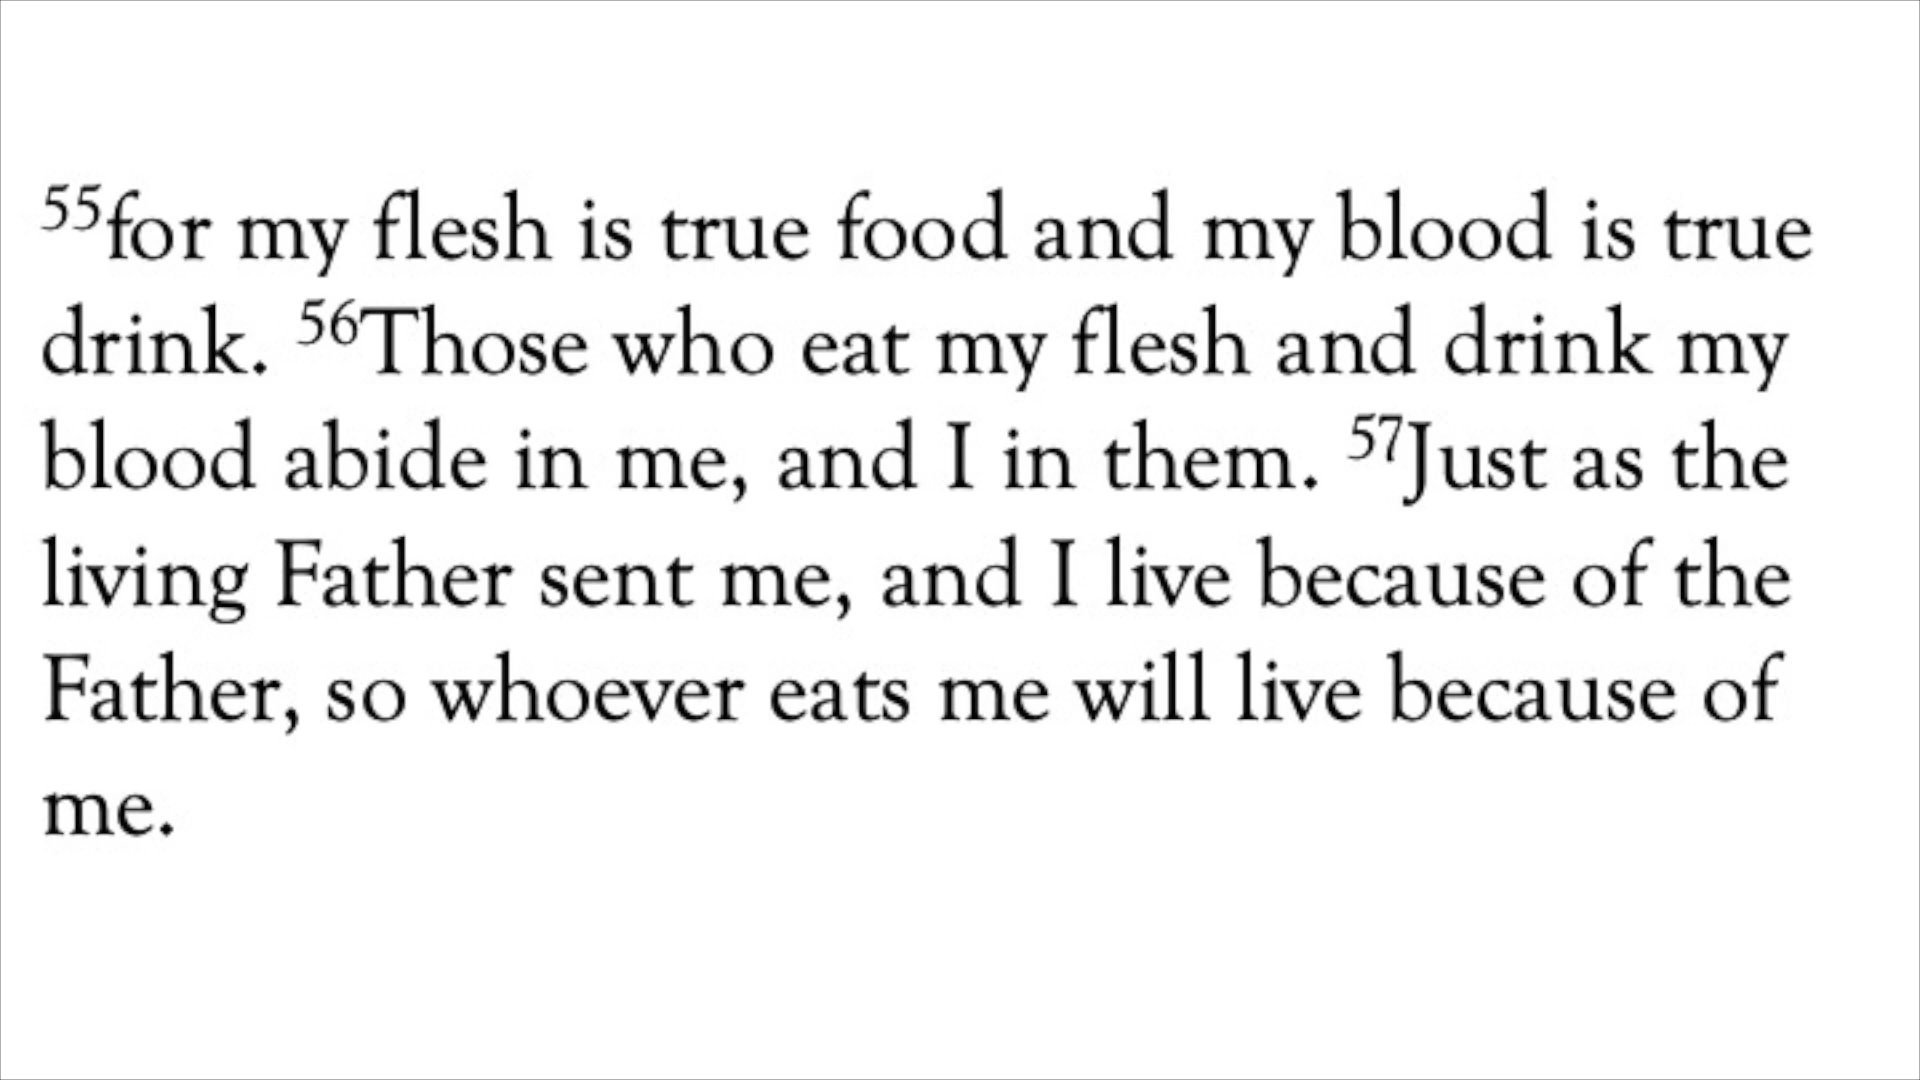 55for my flesh is true food and my blood is true
drink. 56Those who eat my flesh and drink my
blood abide in me, and I in them. 57Just as the
living Father sent me, and I live because of the
Father, so whoever eats me will live because of
me.